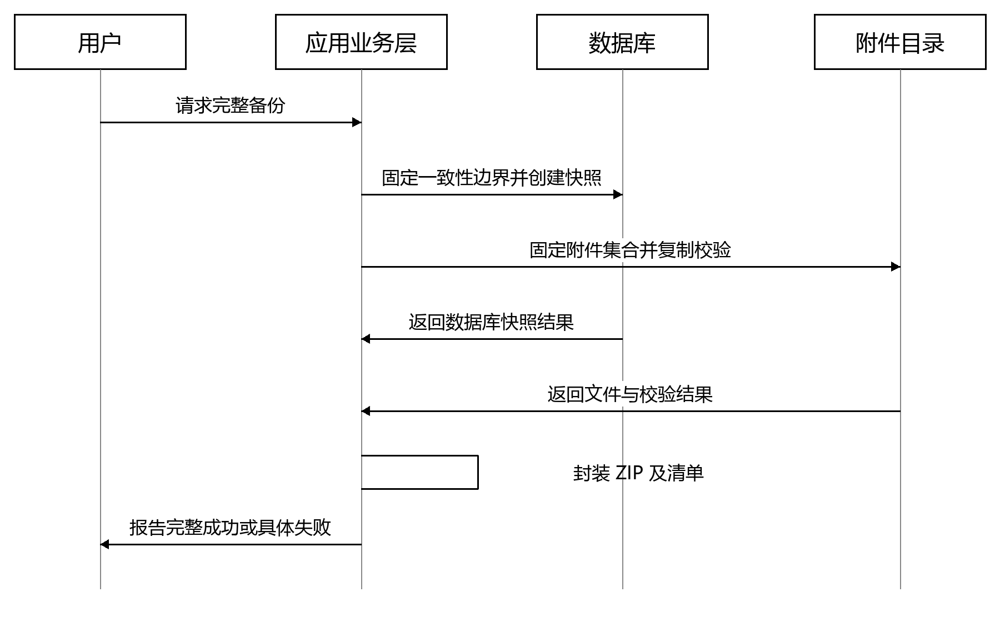 用户
应用业务层
数据库
附件目录
请求完整备份
固定一致性边界并创建快照
固定附件集合并复制校验
返回数据库快照结果
返回文件与校验结果
封装 ZIP 及清单
报告完整成功或具体失败